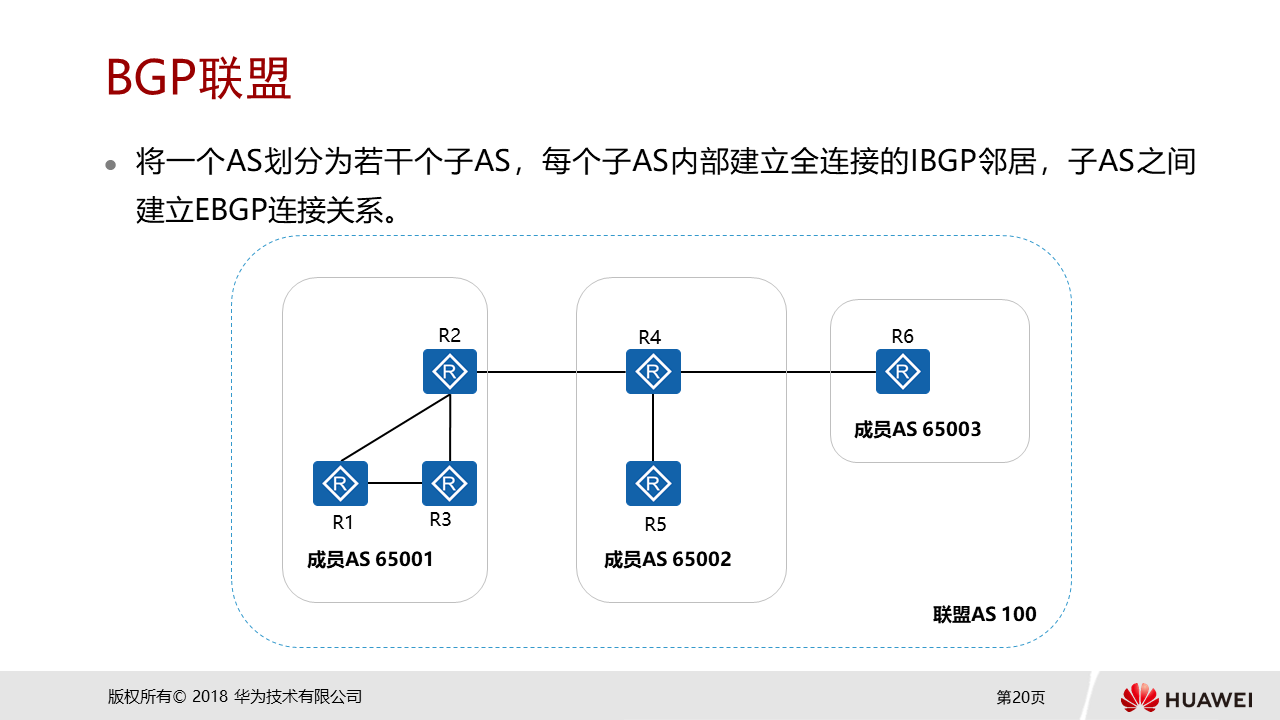 BGP联盟
将一个AS划分为若干个子AS，每个子AS内部建立全连接的IBGP邻居，子AS之间
建立EBGP连接关系。
R2
R4
R6
R
R
R
成员AS 65003
R
R
R
R1
R3
R5
成员AS 65001
成员AS 65002
联盟AS 100
版权所有© 2018 华为技术有限公司
第20页
HUAWEI